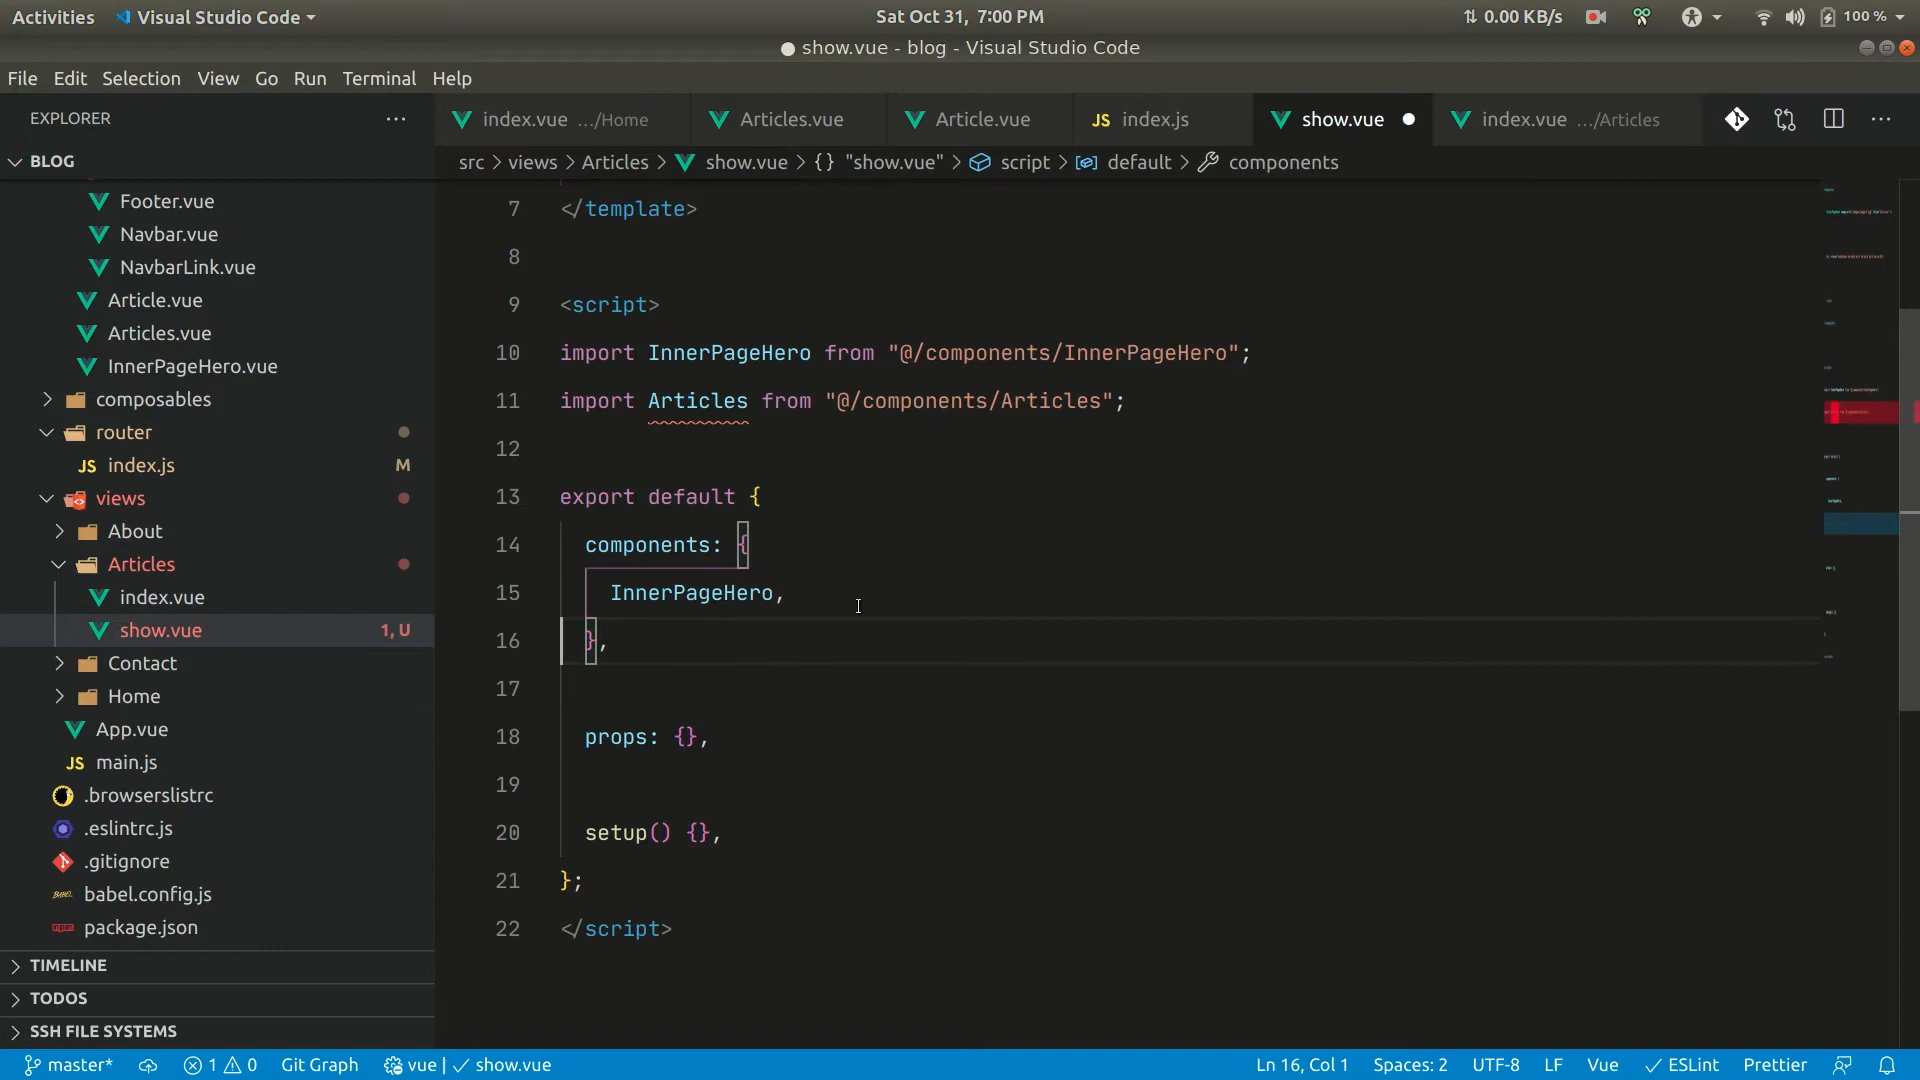 Activities Visual Studio Code Sat Oct 31, 7:00 PM 0.00 KB/s 100 %
show.vue - blog - Visual Studio Code
File Edit Selection View Go Run Terminal Help
EXPLORER
BLOG
Footer.vue
Navbar.vue
NavbarLink.vue
Article.vue
Articles.vue
InnerPageHero.vue
composables
router
JS index.js M
views
About
Articles
index.vue
show.vue 1, U
Contact
Home
App.vue
JS main.js
.browserslistrc
.eslintrc.js
.gitignore
babel.config.js
package.json
TIMELINE
TODOS
SSH FILE SYSTEMS
index.vue .../Home Articles.vue Article.vue JS index.js show.vue index.vue .../Articles
src > views > Articles > show.vue > {} "show.vue" > script > default > components
7 </template>
8
9 <script>
10 import InnerPageHero from "@/components/InnerPageHero";
11 import Articles from "@/components/Articles";
12
13 export default {
14 components: {
15 InnerPageHero,
16 },
17
18 props: {},
19
20 setup() {},
21 };
22 </script>
master* 1 0 Git Graph vue | ✓ show.vue Ln 16, Col 1 Spaces: 2 UTF-8 LF Vue ✓ ESLint Prettier